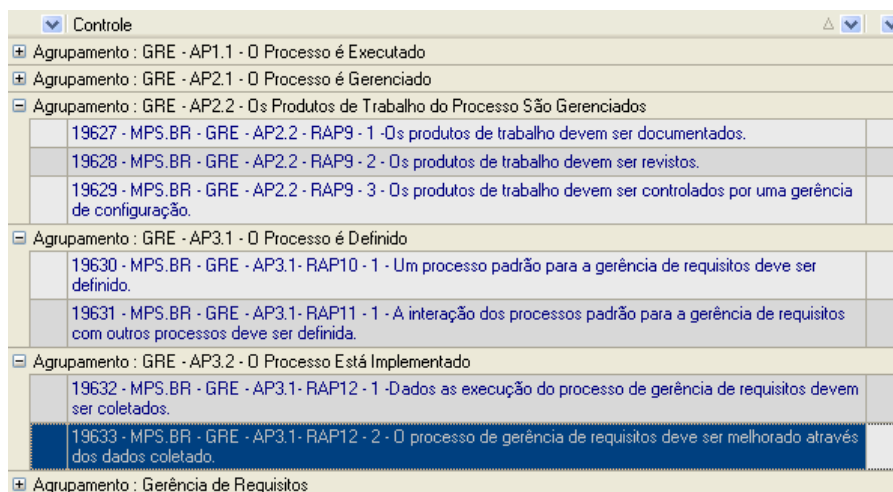 Controle
Agrupamento : GRE - AP1.1 - O Processo é Executado
Agrupamento : GRE - AP2.1 - O Processo é Gerenciado
Agrupamento : GRE - AP2.2 - Os Produtos de Trabalho do Processo São Gerenciados
19627 - MPS.BR - GRE - AP2.2 - RAP9 - 1 -Os produtos de trabalho devem ser documentados.
19628 - MPS.BR - GRE - AP2.2 - RAP9 - 2 - Os produtos de trabalho devem ser revistos.
19629 - MPS.BR - GRE - AP2.2 - RAP9 - 3 - Os produtos de trabalho devem ser controlados por uma gerência
de configuração.
Agrupamento : GRE - AP3.1 - O Processo é Definido
19630 - MPS.BR - GRE - AP3.1- RAP10 - 1 - Um processo padrão para a gerência de requisitos deve ser
definido.
19631 - MPS.BR - GRE - AP3.1- RAP11 - 1 - A interação dos processos padrão para a gerência de requisitos
com outros processos deve ser definida.
Agrupamento : GRE - AP3.2 - O Processo Está Implementado
19632 - MPS.BR - GRE - AP3.1- RAP12 - 1 -Dados as execução do processo de gerência de requisitos devem
ser coletados.
19633 - MPS.BR - GRE - AP3.1- RAP12 - 2 - O processo de gerência de requisitos deve ser melhorado através
dos dados coletado.
Agrupamento : Gerência de Requisitos